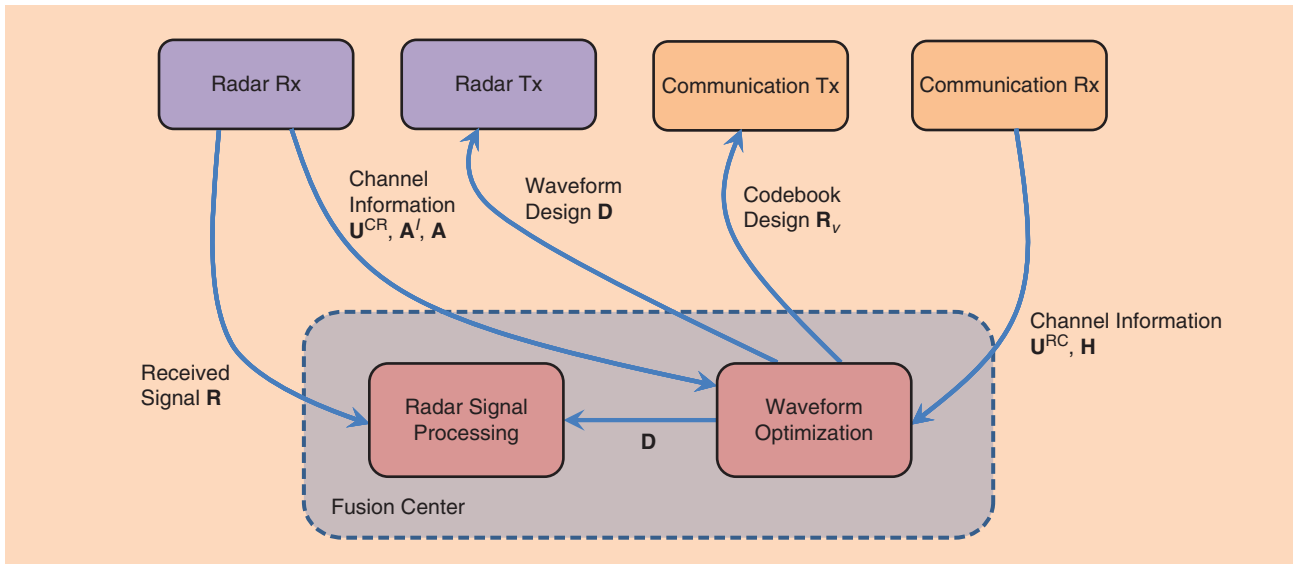 Radar Rx
Radar Tx
Communication Tx
Communication Rx
Channel
Information
U^CR, A^I, A
Waveform
Design D
Codebook
Design R_v
Channel Information
U^RC, H
Received
Signal R
Radar Signal
Processing
D
Waveform
Optimization
Fusion Center